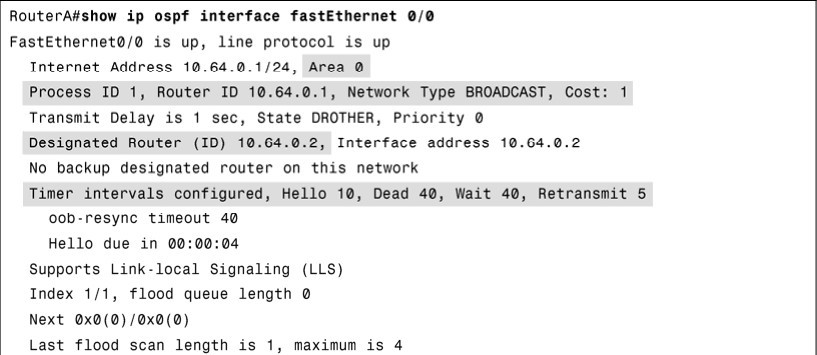 RouterA#show ip ospf interface fastEthernet 0/0
FastEthernet0/0 is up, line protocol is up
Internet Address 10.64.0.1/24, Area 0
Process ID 1, Router ID 10.64.0.1, Network Type BROADCAST, Cost: 1
Transmit Delay is 1 sec, State DROTHER, Priority 0
Designated Router (ID) 10.64.0.2, Interface address 10.64.0.2
No backup designated router on this network
Timer intervals configured, Hello 10, Dead 40, Wait 40, Retransmit 5
oob-resync timeout 40
Hello due in 00:00:04
Supports Link-local Signaling (LLS)
Index 1/1, flood queue length 0
Next 0x0(0)/0x0(0)
Last flood scan length is 1, maximum is 4